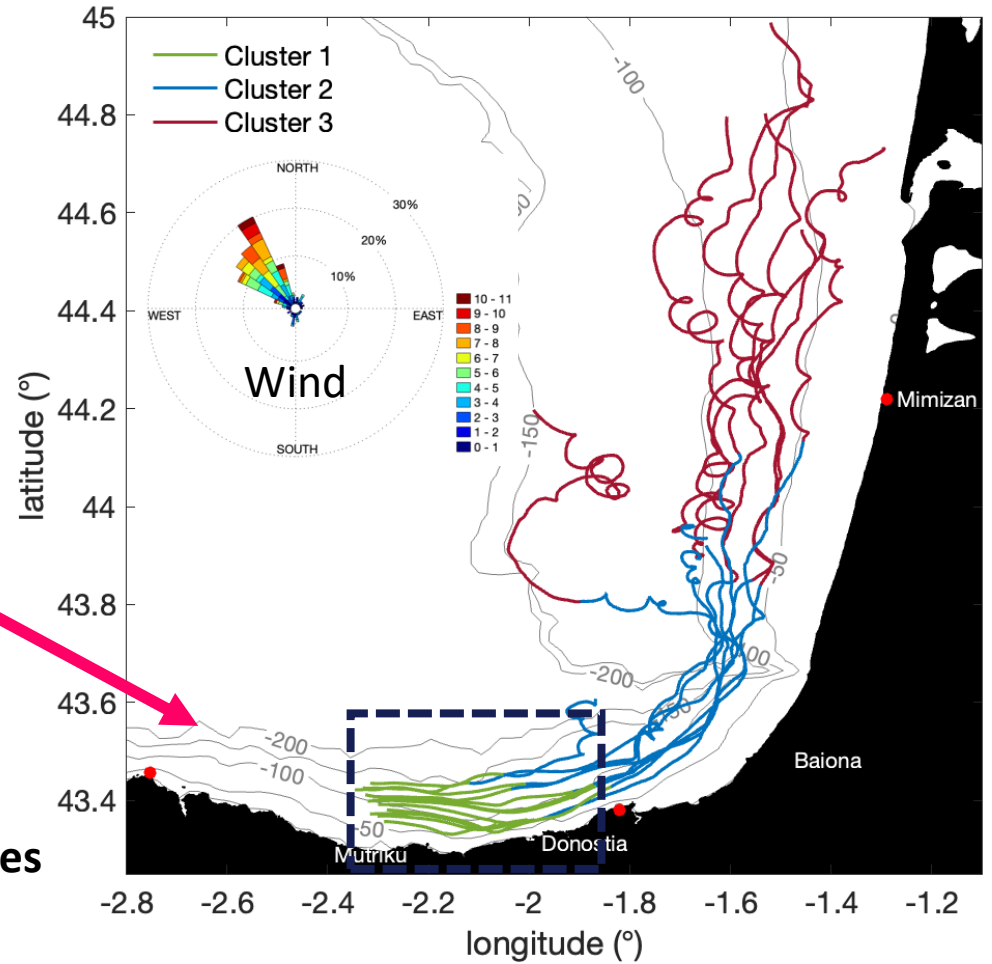 45
44.8
44.6
44.4
44.2
44
43.8
43.6
43.4
latitude (°)
Cluster 1
Cluster 2
Cluster 3
NORTH
30%
20%
10%
WEST
EAST
SOUTH
Wind
10 - 11
9 - 10
8 - 9
7 - 8
6 - 7
5 - 6
4 - 5
3 - 4
2 - 3
1 - 2
0 - 1
-100
-150
-50
-200
-200
-100
-50
Mimizan
Baiona
Donostia
Mutriku
es
-2.8 -2.6 -2.4 -2.2 -2 -1.8 -1.6 -1.4 -1.2
longitude (°)